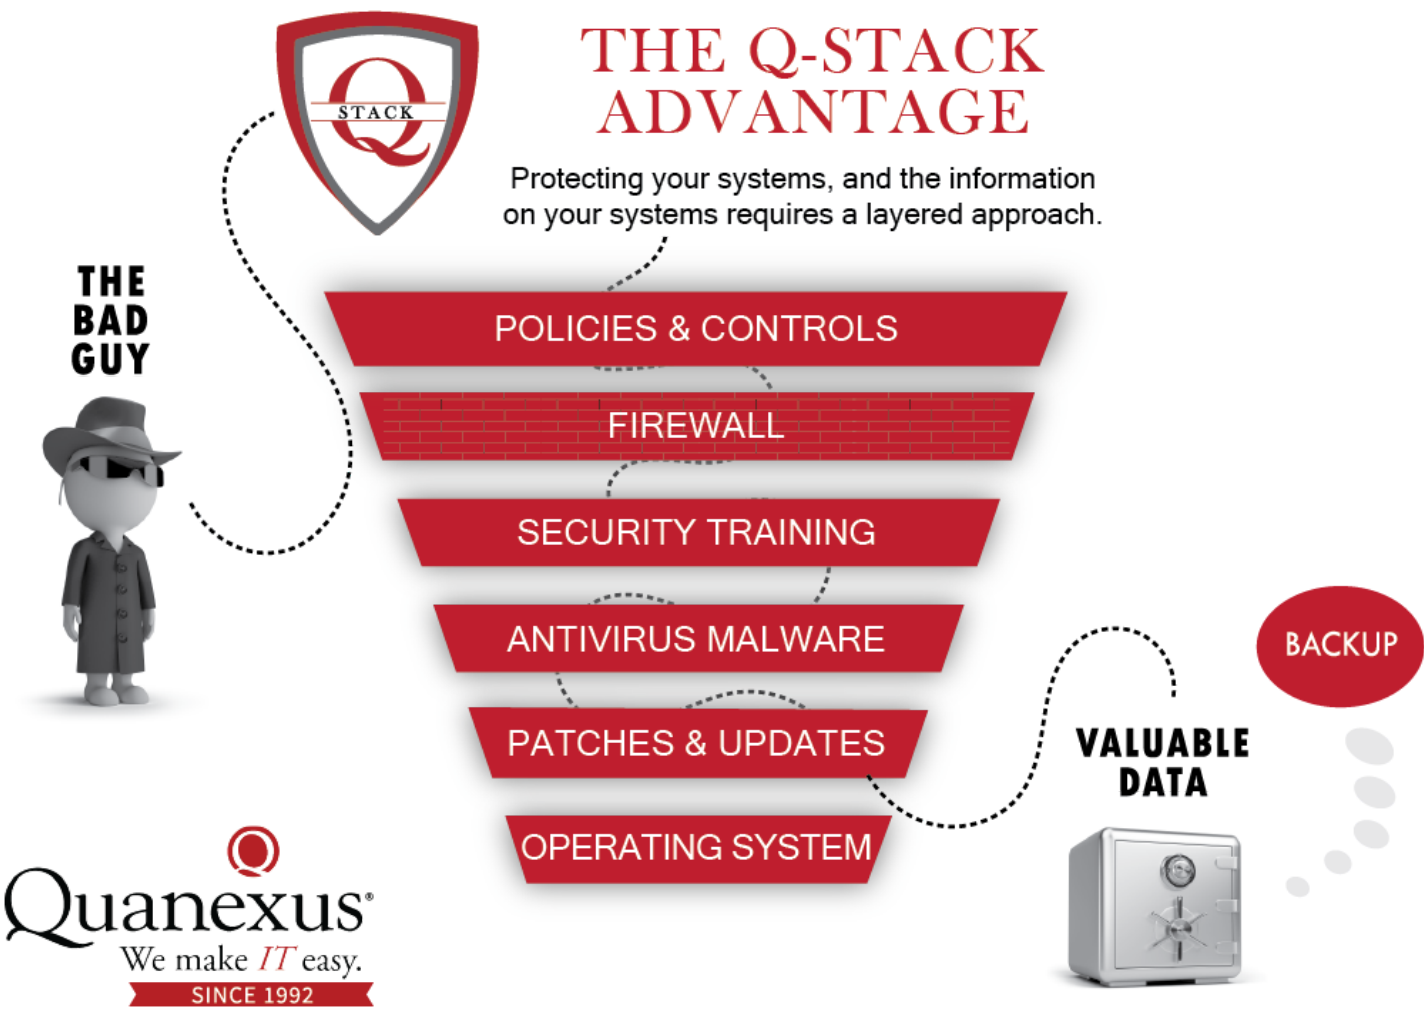 Q
STACK
THE Q-STACK
ADVANTAGE
Protecting your systems, and the information
on your systems requires a layered approach.
THE
BAD
GUY
POLICIES & CONTROLS
FIREWALL
SECURITY TRAINING
ANTIVIRUS MALWARE
PATCHES & UPDATES
OPERATING SYSTEM
BACKUP
VALUABLE
DATA
Q
Quanexus®
We make IT easy.
SINCE 1992